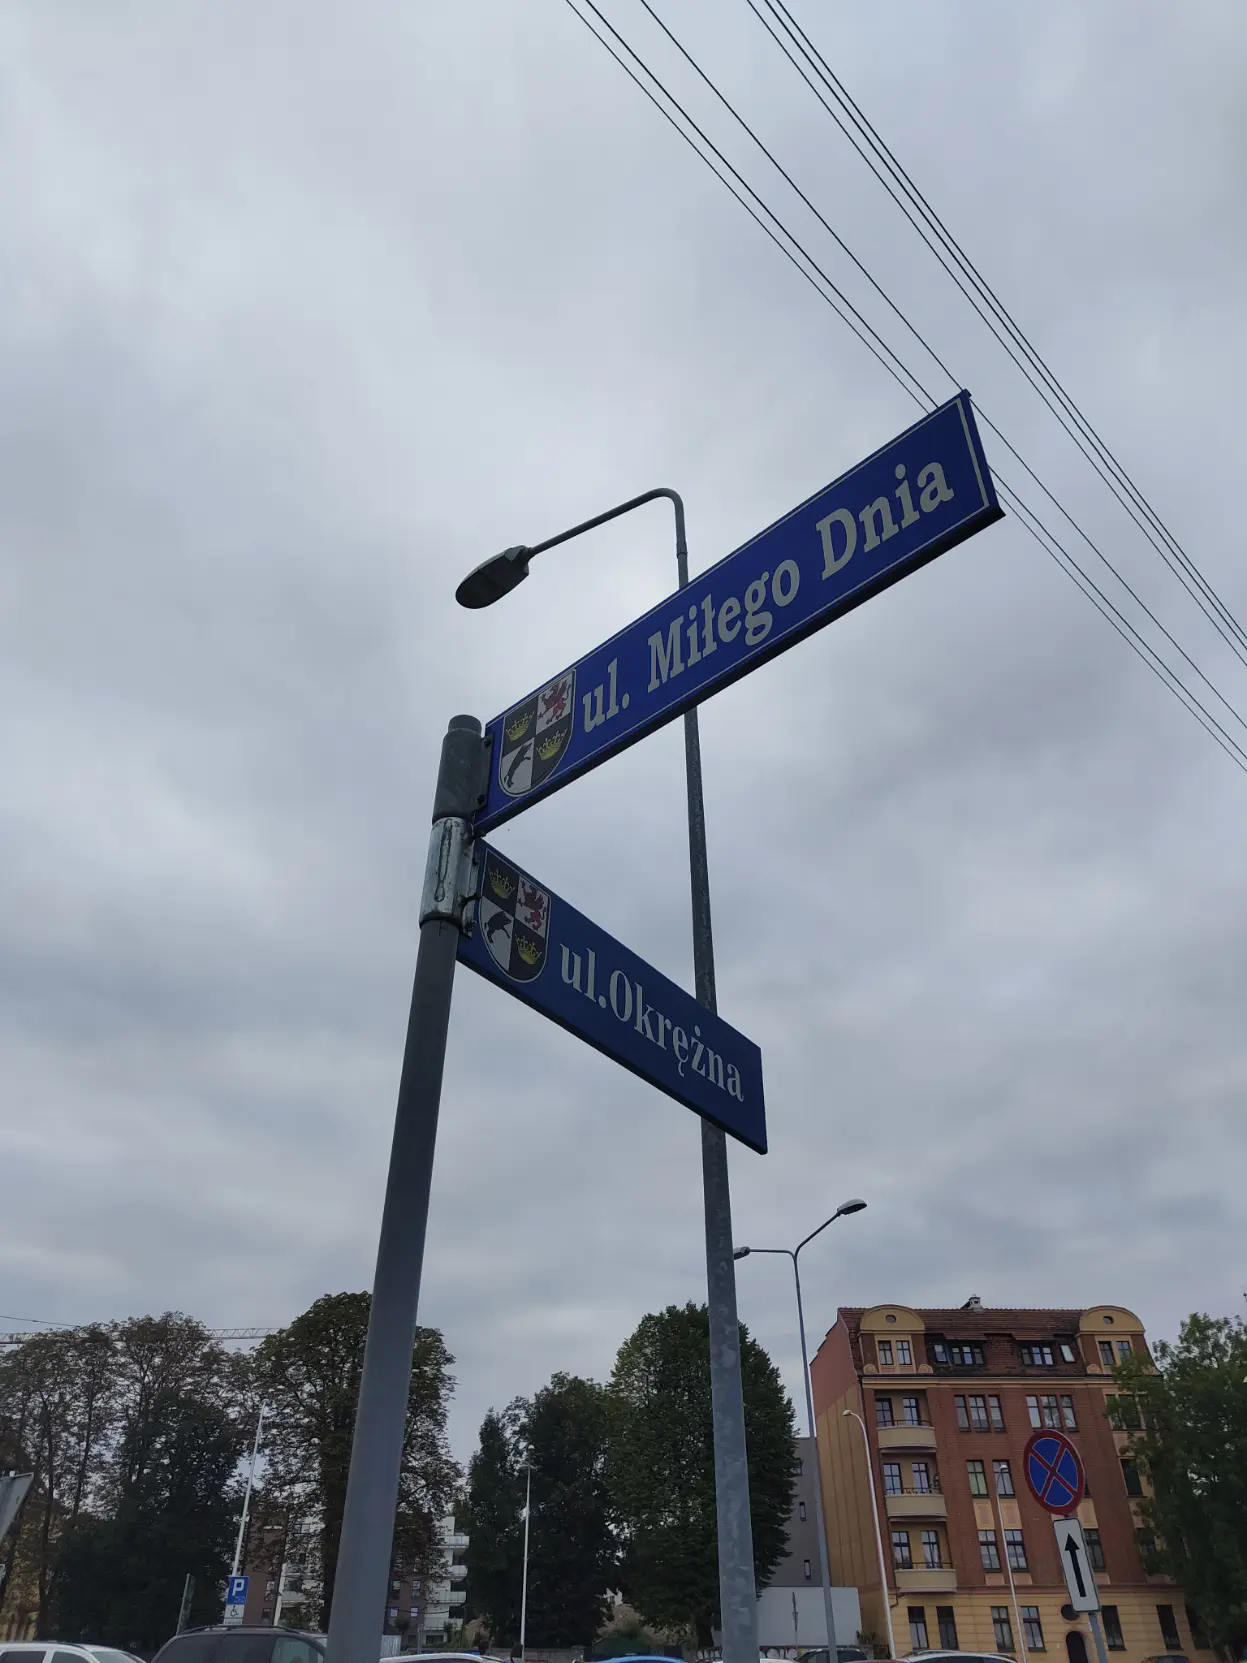 ul. Miłego Dnia
ul.Okrężna
P